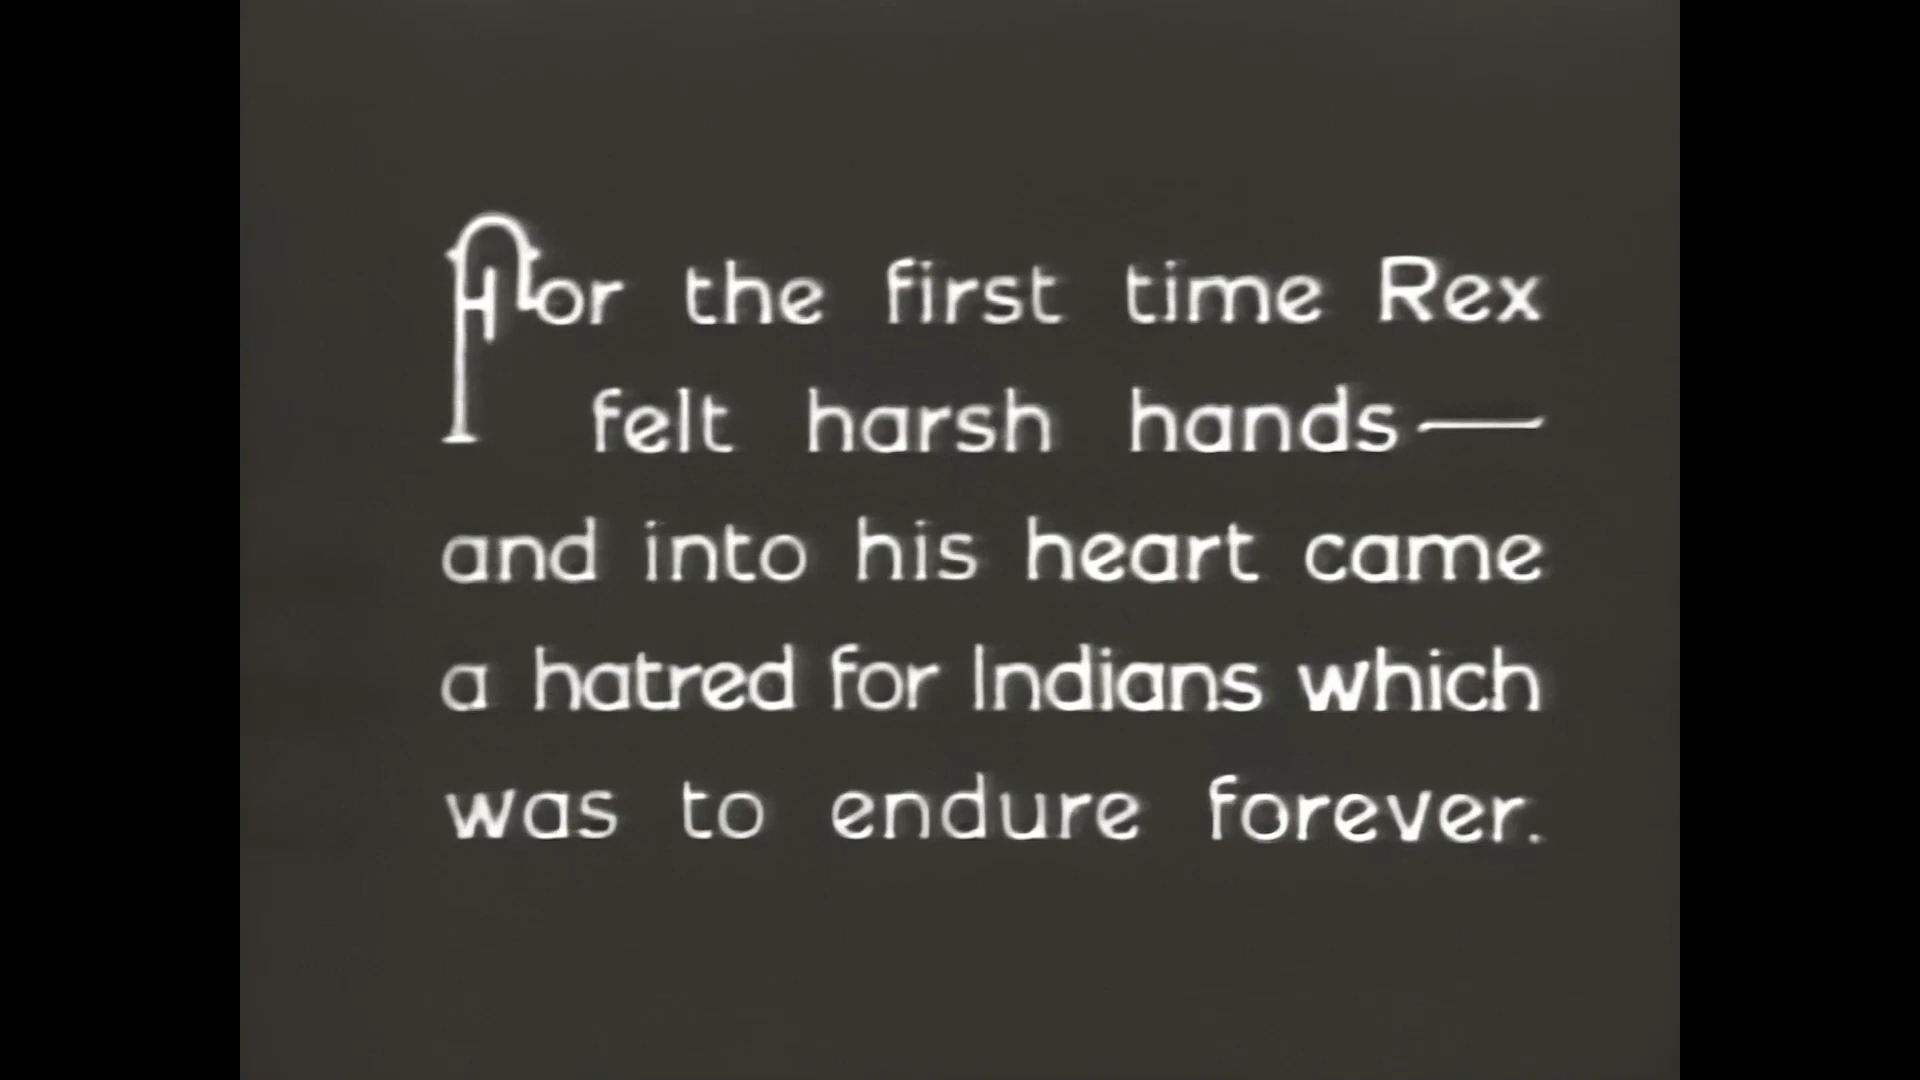 For the first time Rex
felt harsh hands—
and into his heart came
a hatred for Indians which
was to endure forever.